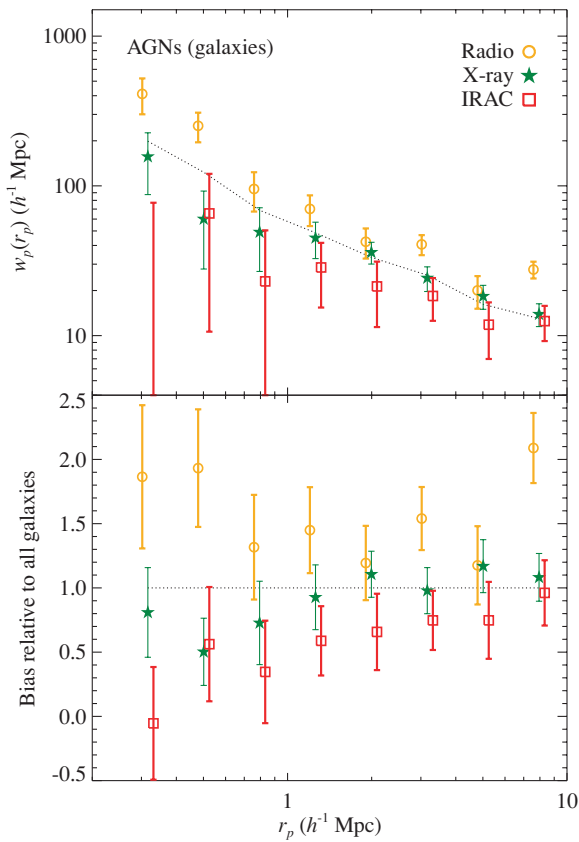 AGNs (galaxies)
Radio
X-ray
IRAC
1000
100
10
w_p(r_p) (h⁻¹ Mpc)
2.5
2.0
1.5
1.0
0.5
0.0
-0.5
Bias relative to all galaxies
1
10
r_p (h⁻¹ Mpc)